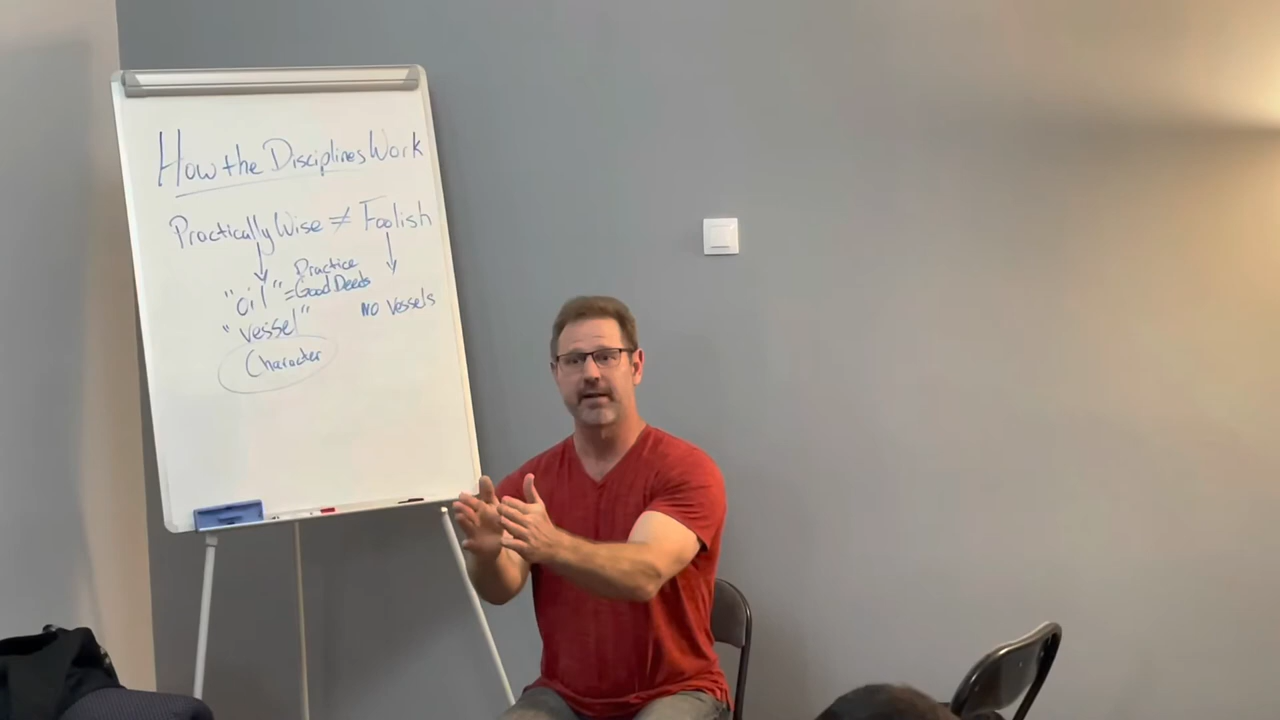 How the Disciplines Work
Practically Wise ≠ Foolish
Practice
"oil" = Good Deeds
NO vessels
"vessel"
Character